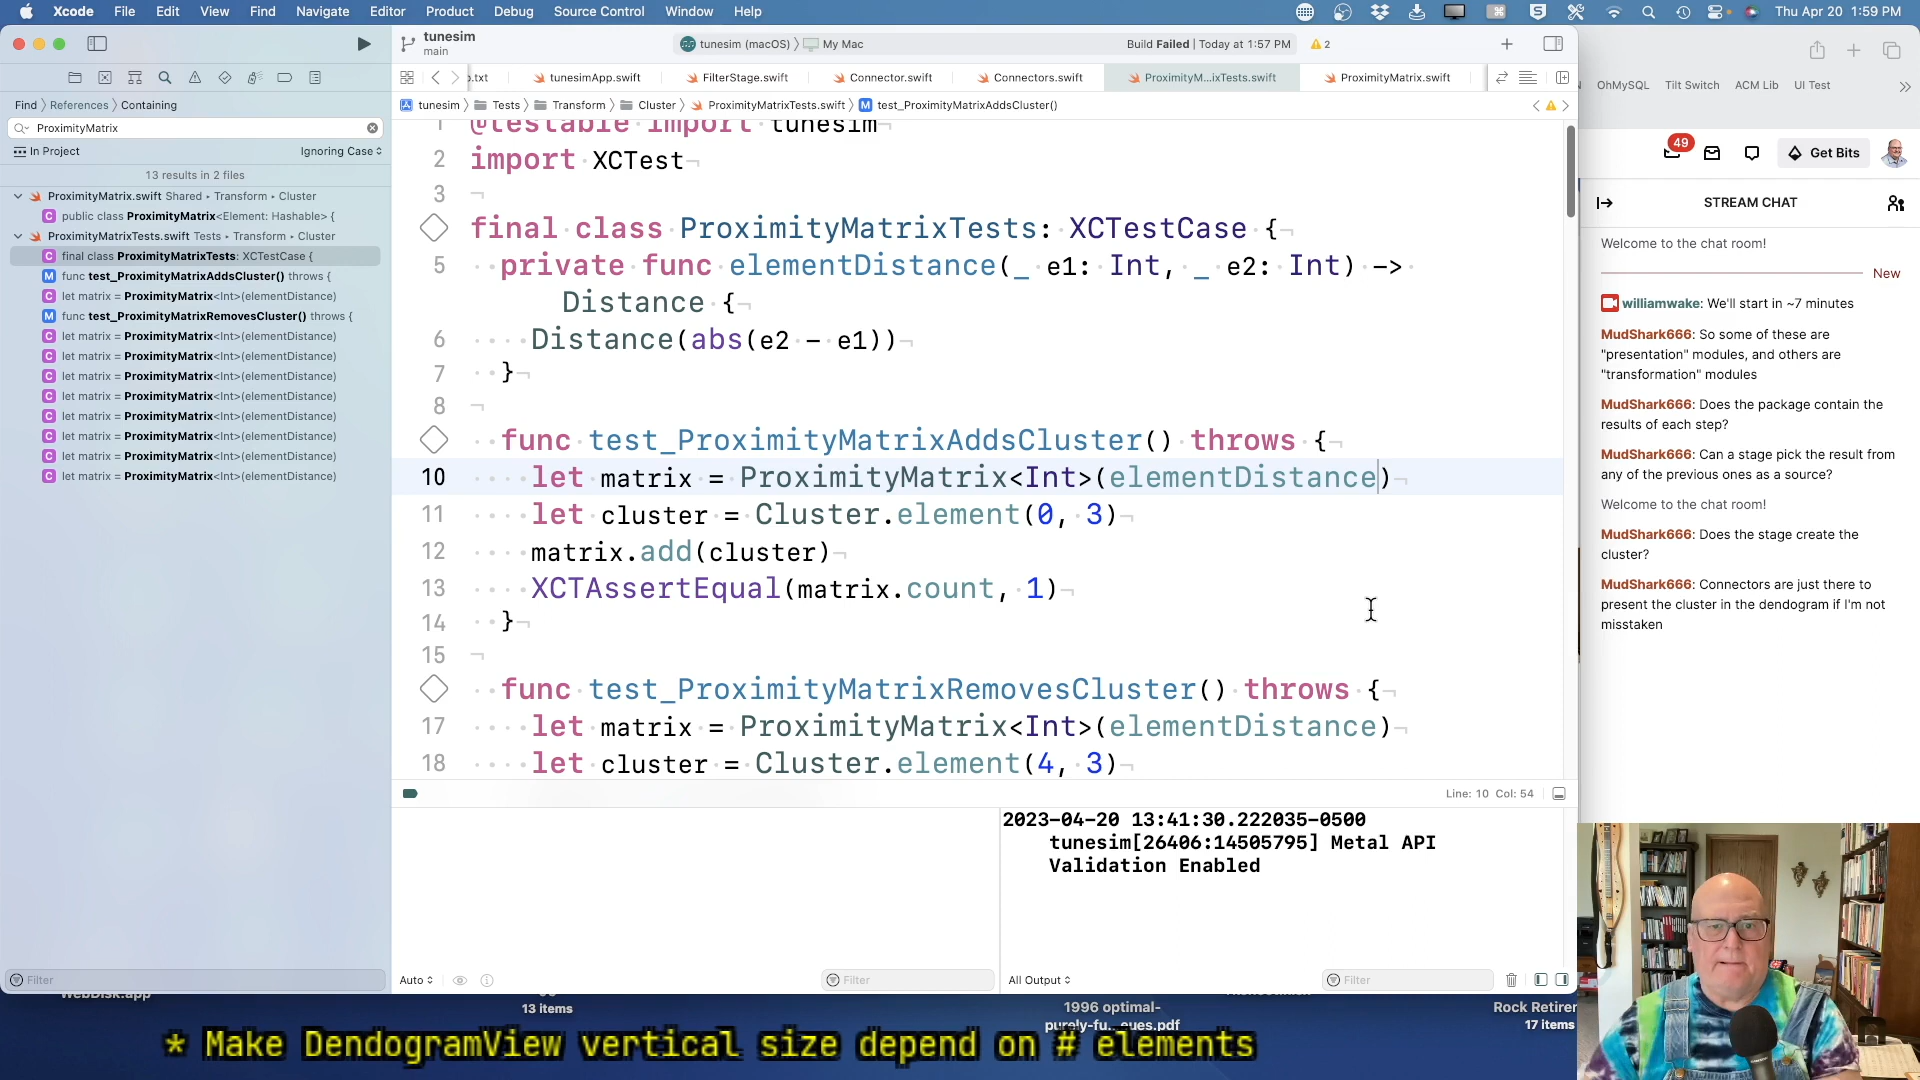 Xcode File Edit View Find Navigate Editor Product Debug Source Control Window Help
Thu Apr 20 1:59 PM
tunesim
main
tunesim (macOS) 〉 My Mac
Build Failed | Today at 1:57 PM
2
.txt
tunesimApp.swift
FilterStage.swift
Connector.swift
Connectors.swift
ProximityM...ixTests.swift
ProximityMatrix.swift
Find 〉 References 〉 Containing
tunesim 〉 Tests 〉 Transform 〉 Cluster 〉 ProximityMatrixTests.swift 〉 M test_ProximityMatrixAddsCluster()
ProximityMatrix
In Project
Ignoring Case
13 results in 2 files
ProximityMatrix.swift Shared ▸ Transform ▸ Cluster
C public class ProximityMatrix<Element: Hashable> {
ProximityMatrixTests.swift Tests ▸ Transform ▸ Cluster
C final class ProximityMatrixTests: XCTestCase {
M func test_ProximityMatrixAddsCluster() throws {
C let matrix = ProximityMatrix<Int>(elementDistance)
M func test_ProximityMatrixRemovesCluster() throws {
C let matrix = ProximityMatrix<Int>(elementDistance)
C let matrix = ProximityMatrix<Int>(elementDistance)
C let matrix = ProximityMatrix<Int>(elementDistance)
C let matrix = ProximityMatrix<Int>(elementDistance)
C let matrix = ProximityMatrix<Int>(elementDistance)
C let matrix = ProximityMatrix<Int>(elementDistance)
C let matrix = ProximityMatrix<Int>(elementDistance)
C let matrix = ProximityMatrix<Int>(elementDistance)
Filter
1 @testable import tunesim¬
2 import XCTest¬
3 ¬
final class ProximityMatrixTests: XCTestCase {¬
5 private func elementDistance(_ e1: Int, _ e2: Int) ->
Distance {¬
6 Distance(abs(e2 - e1))¬
7 }¬
8 ¬
func test_ProximityMatrixAddsCluster() throws {¬
10 let matrix = ProximityMatrix<Int>(elementDistance)¬
11 let cluster = Cluster.element(0, 3)¬
12 matrix.add(cluster)¬
13 XCTAssertEqual(matrix.count, 1)¬
14 }¬
15 ¬
func test_ProximityMatrixRemovesCluster() throws {¬
17 let matrix = ProximityMatrix<Int>(elementDistance)¬
18 let cluster = Cluster.element(4, 3)¬
Line: 10 Col: 54
2023-04-20 13:41:30.222035-0500
tunesim[26406:14505795] Metal API
Validation Enabled
Auto
Filter
All Output
Filter
OhMySQL Tilt Switch ACM Lib UI Test
49
Get Bits
STREAM CHAT
Welcome to the chat room!
New
williamwake: We'll start in ~7 minutes
MudShark666: So some of these are
"presentation" modules, and others are
"transformation" modules
MudShark666: Does the package contain the
results of each step?
MudShark666: Can a stage pick the result from
any of the previous ones as a source?
Welcome to the chat room!
MudShark666: Does the stage create the
cluster?
MudShark666: Connectors are just there to
present the cluster in the dendogram if I'm not
misstaken
WebDisk.app
13 items
1996 optimal-
purely-fu...eues.pdf
Rock Retirer
17 items
* Make DendogramView vertical size depend on # elements